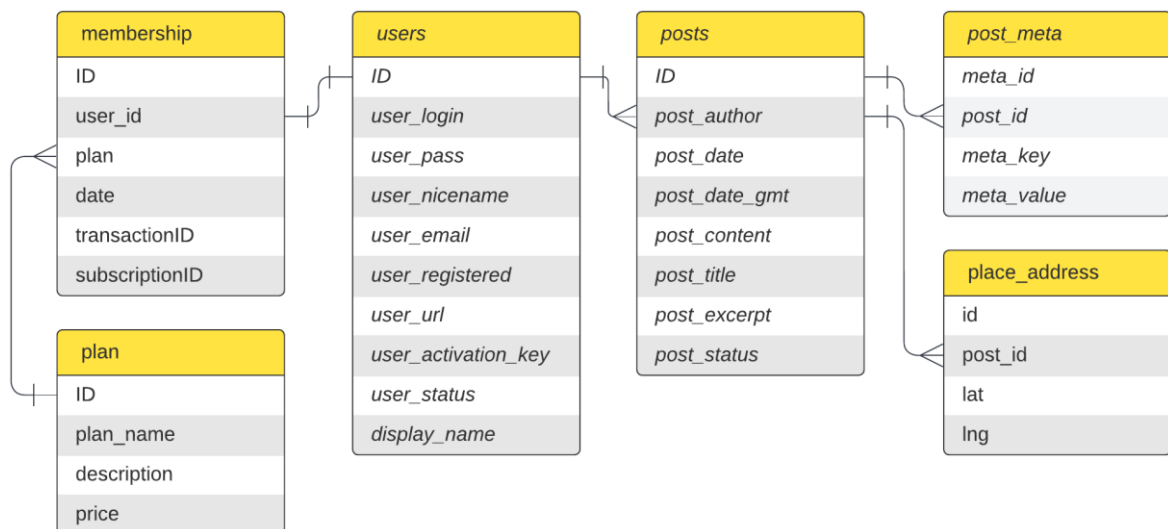 membership
ID
user_id
plan
date
transactionID
subscriptionID
plan
ID
plan_name
description
price
users
ID
user_login
user_pass
user_nicename
user_email
user_registered
user_url
user_activation_key
user_status
display_name
posts
ID
post_author
post_date
post_date_gmt
post_content
post_title
post_excerpt
post_status
post_meta
meta_id
post_id
meta_key
meta_value
place_address
id
post_id
lat
lng